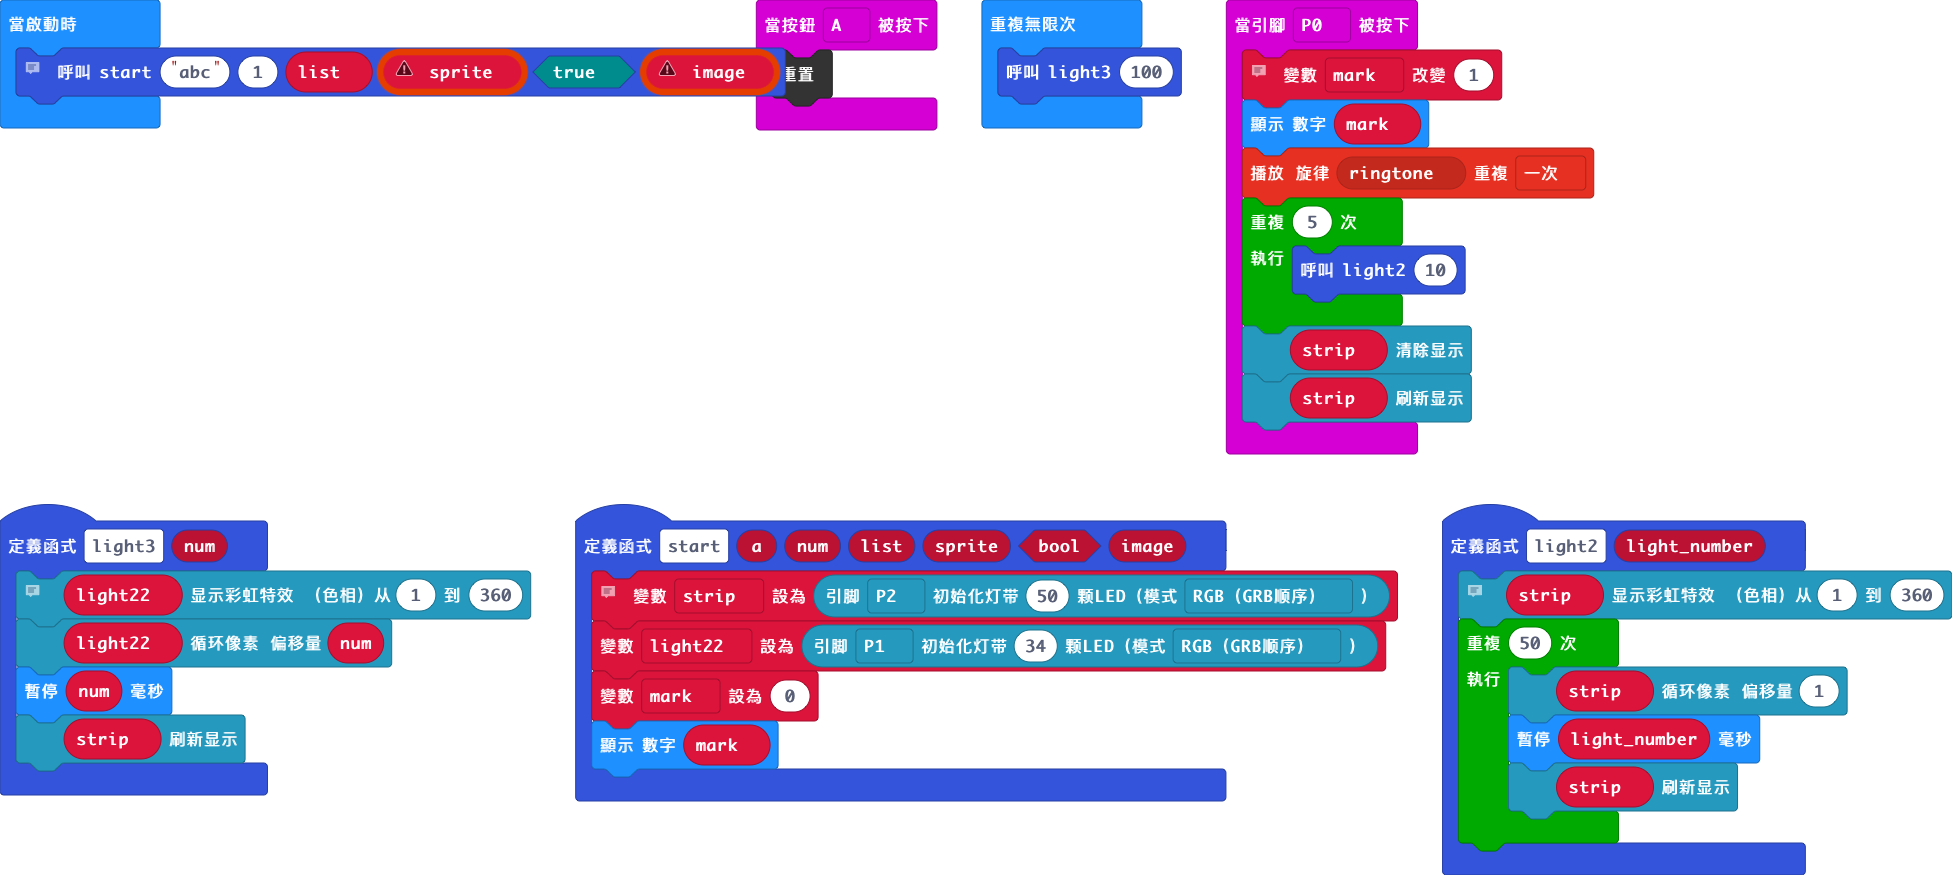 當啟動時
呼叫 start "abc" 1 list sprite true image
當按鈕 A 被按下
重置
重複無限次
呼叫 light3 100
當引腳 P0 被按下
變數 mark 改變 1
顯示 數字 mark
播放 旋律 ringtone 重複 一次
重複 5 次
執行
呼叫 light2 10
strip 清除显示
strip 刷新显示
定義函式 light3 num
light22 显示彩虹特效 （色相）从 1 到 360
light22 循环像素 偏移量 num
暫停 num 毫秒
strip 刷新显示
定義函式 start a num list sprite bool image
變數 strip 設為 引脚 P2 初始化灯带 50 颗LED（模式 RGB（GRB顺序） ）
變數 light22 設為 引脚 P1 初始化灯带 34 颗LED（模式 RGB（GRB顺序） ）
變數 mark 設為 0
顯示 數字 mark
定義函式 light2 light_number
strip 显示彩虹特效 （色相）从 1 到 360
重複 50 次
執行
strip 循环像素 偏移量 1
暫停 light_number 毫秒
strip 刷新显示